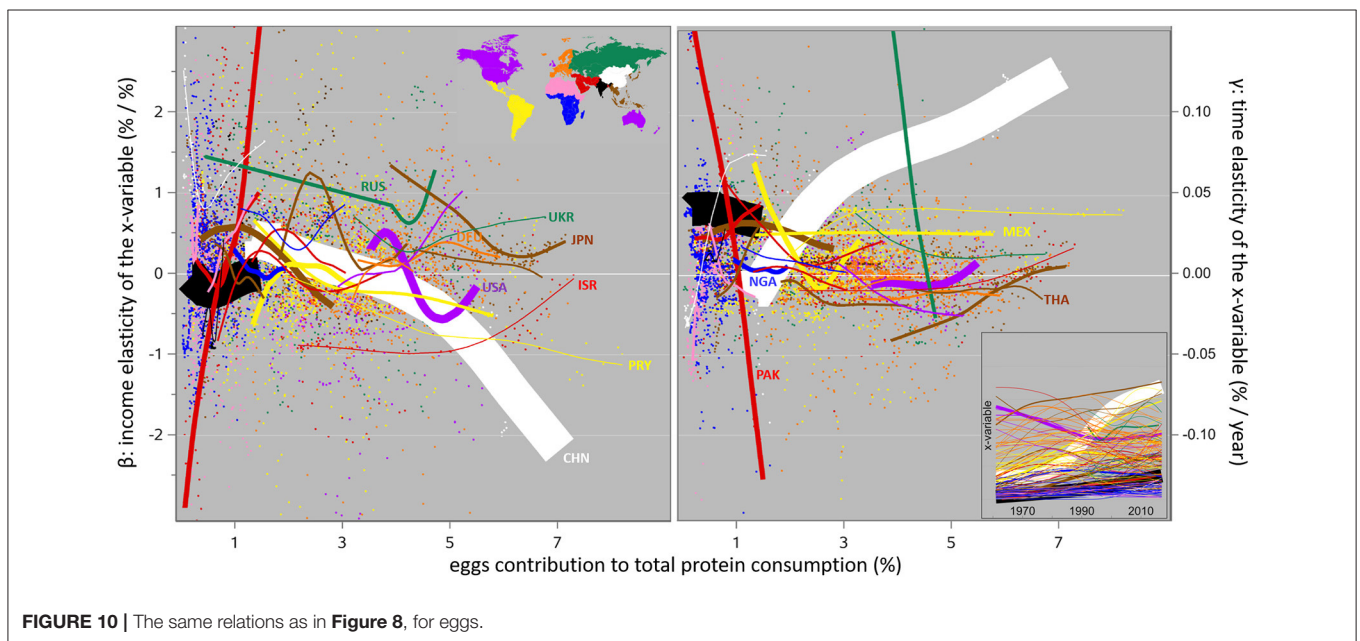 β: income elasticity of the x-variable (% / %)
2
1
0
-1
-2
RUS
UKR
DEU
JPN
USA
ISR
PRY
CHN
1
3
5
7
MEX
NGA
THA
PAK
x-variable
1970
1990
2010
1
3
5
7
0.10
0.05
0.00
-0.05
-0.10
γ: time elasticity of the x-variable (% / year)
eggs contribution to total protein consumption (%)
FIGURE 10 | The same relations as in Figure 8, for eggs.